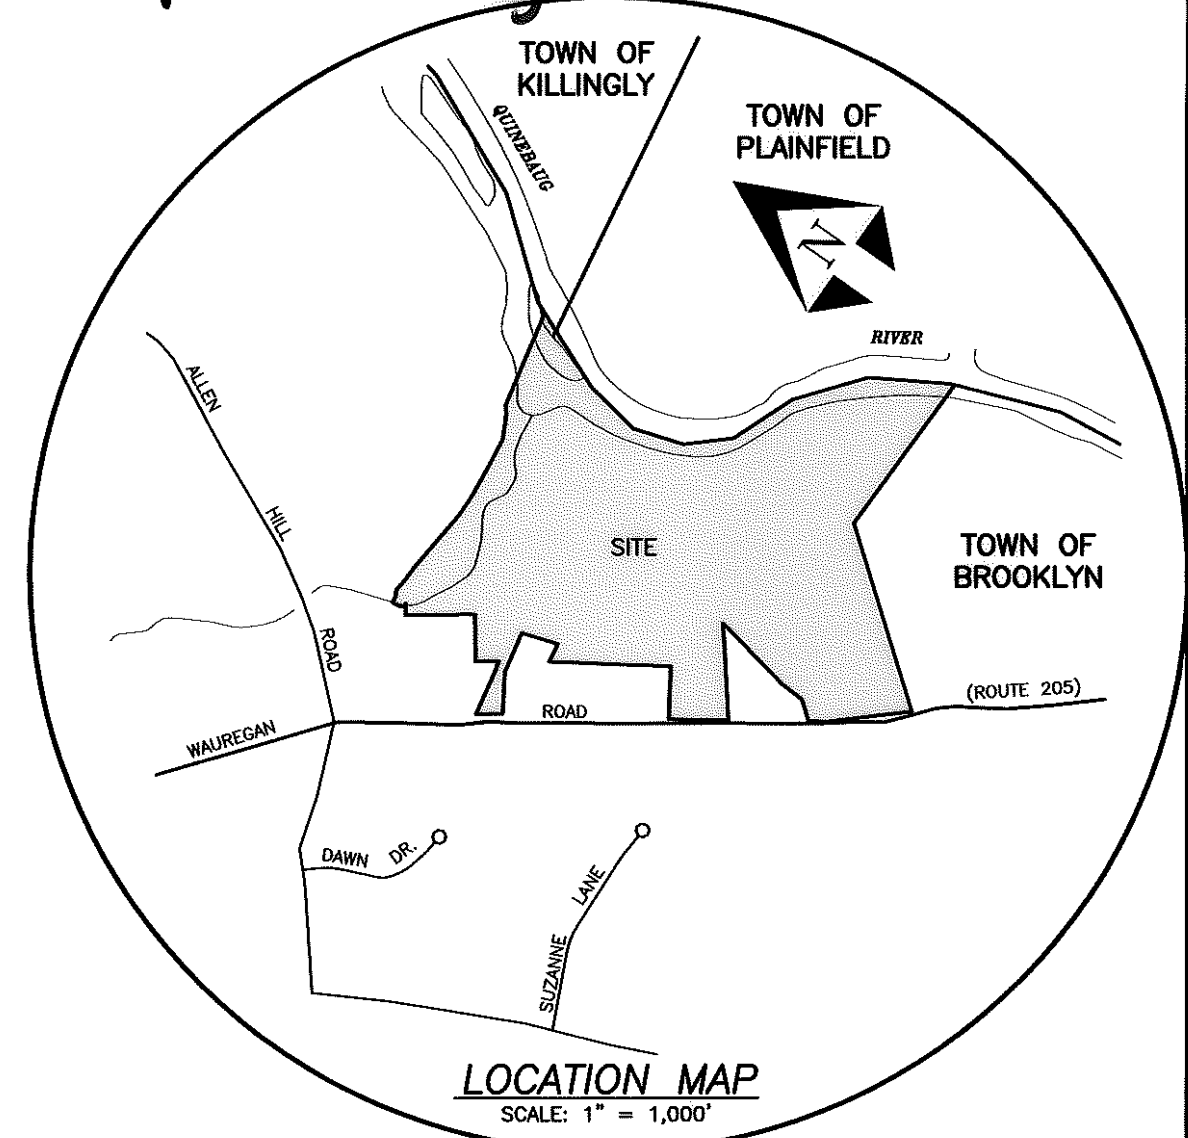 TOWN OF
KILLINGLY
QUINEBAUG
TOWN OF
PLAINFIELD
N
RIVER
ALLEN
HILL
ROAD
SITE
TOWN OF
BROOKLYN
(ROUTE 205)
ROAD
WAUREGAN
DAWN DR.
SUZANNE LANE
LOCATION MAP
SCALE: 1" = 1,000'